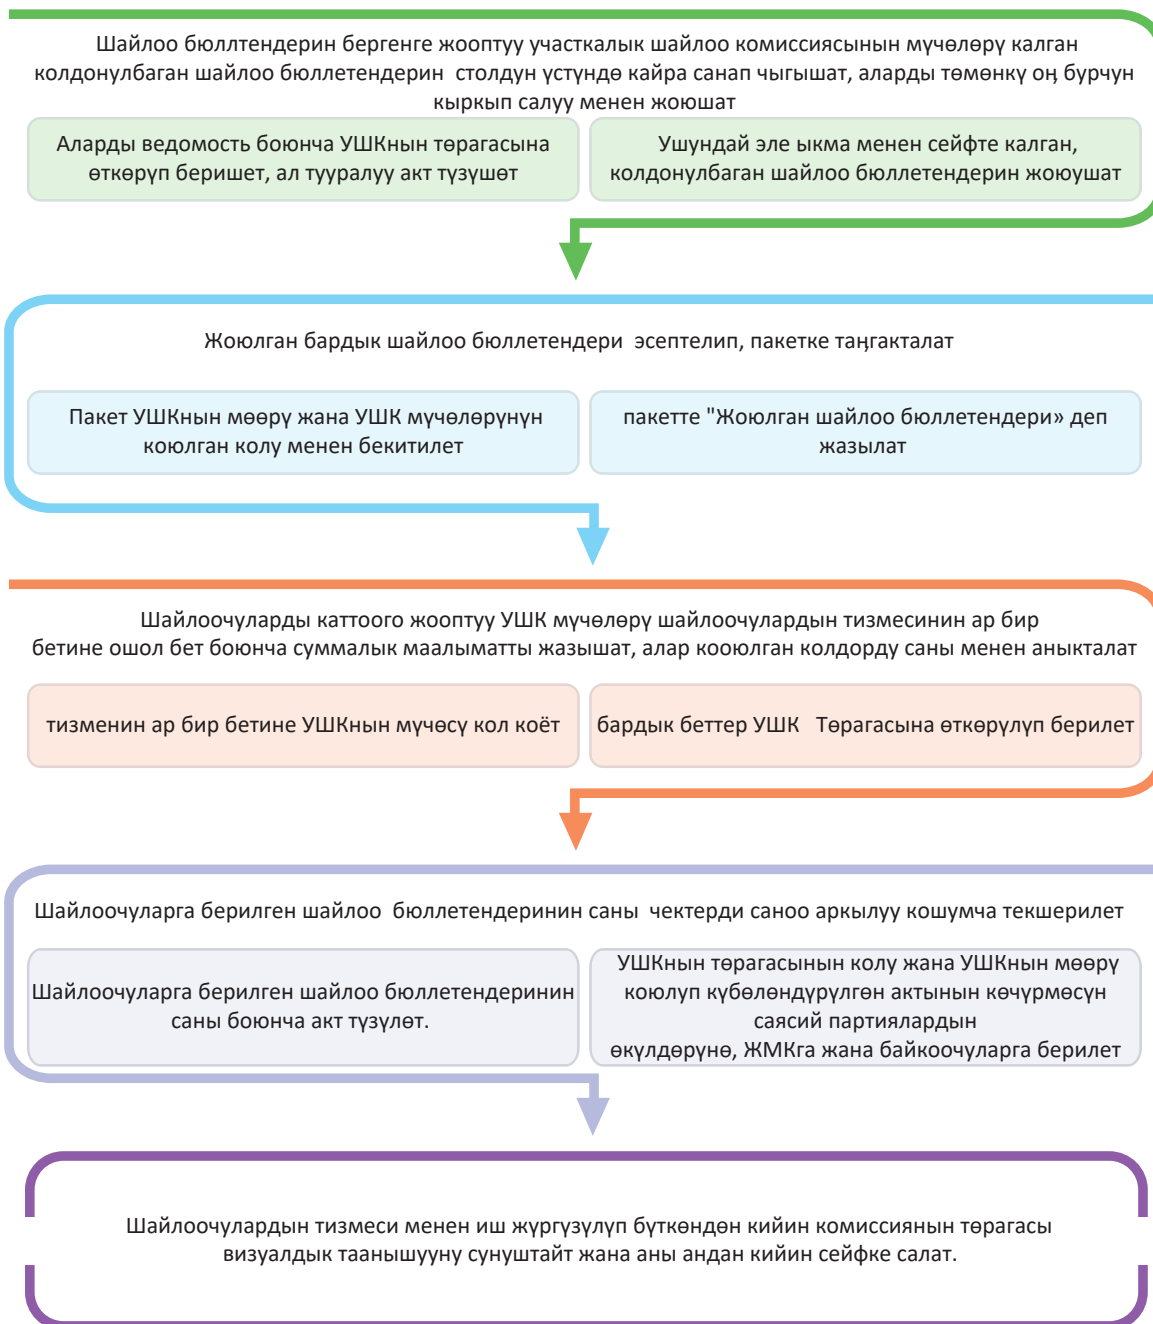 Шайлоо бюллтендерин бергенге жооптуу участкалык шайлоо комиссиясынын мүчөлөрү калган
колдонулбаган шайлоо бюллетендерин столдун үстүндө кайра санап чыгышат, аларды төмөнкү оң бурчун
кыркып салуу менен жоюшат
Аларды ведомость боюнча УШКнын төрагасына
өткөрүп беришет, ал тууралуу акт түзүшөт
Ушундай эле ыкма менен сейфте калган,
колдонулбаган шайлоо бюллетендерин жоюушат
Жоюлган бардык шайлоо бюллетендери эсептелип, пакетке таңгакталат
Пакет УШКнын мөөрү жана УШК мүчөлөрүнүн
коюлган колу менен бекитилет
пакетте "Жоюлган шайлоо бюллетендери» деп
жазылат
Шайлоочуларды каттоого жооптуу УШК мүчөлөрү шайлоочулардын тизмесинин ар бир
бетине ошол бет боюнча суммалык маалыматты жазышат, алар кооюлган колдорду саны менен аныкталат
тизменин ар бир бетине УШКнын мүчөсү кол коёт
бардык беттер УШК Төрагасына өткөрүлүп берилет
Шайлоочуларга берилген шайлоо бюллетендеринин саны чектерди саноо аркылуу кошумча текшерилет
Шайлоочуларга берилген шайлоо бюллетендеринин
саны боюнча акт түзүлөт.
УШКнын төрагасынын колу жана УШКнын мөөрү
коюлуп күбөлөндүрүлгөн актынын көчүрмөсүн
саясий партиялардын
өкүлдөрүнө, ЖМКга жана байкоочуларга берилет
Шайлоочулардын тизмеси менен иш жүргүзүлүп бүткөндөн кийин комиссиянын төрагасы
визуалдык таанышууну сунуштайт жана аны андан кийин сейфке салат.